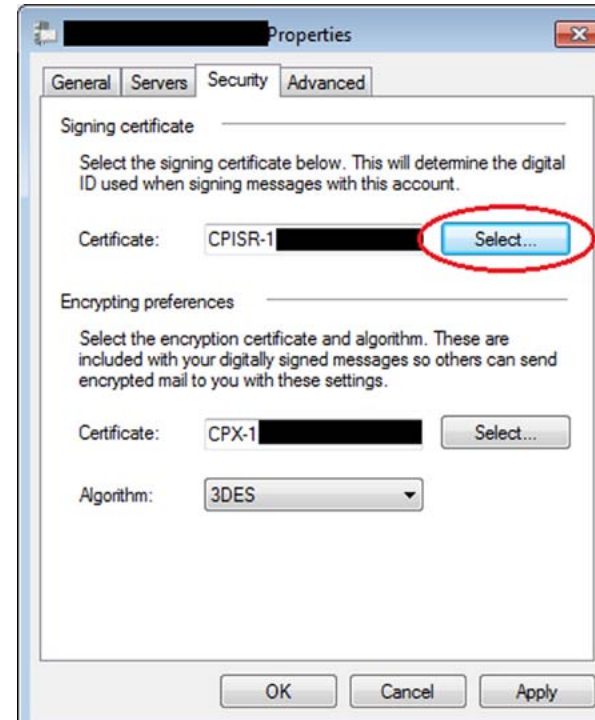 Properties
General Servers Security Advanced
Signing certificate
Select the signing certificate below. This will determine the digital
ID used when signing messages with this account.
Certificate: CPISR-1 Select...
Encrypting preferences
Select the encryption certificate and algorithm. These are
included with your digitally signed messages so others can send
encrypted mail to you with these settings.
Certificate: CPX-1 Select...
Algorithm: 3DES
OK Cancel Apply